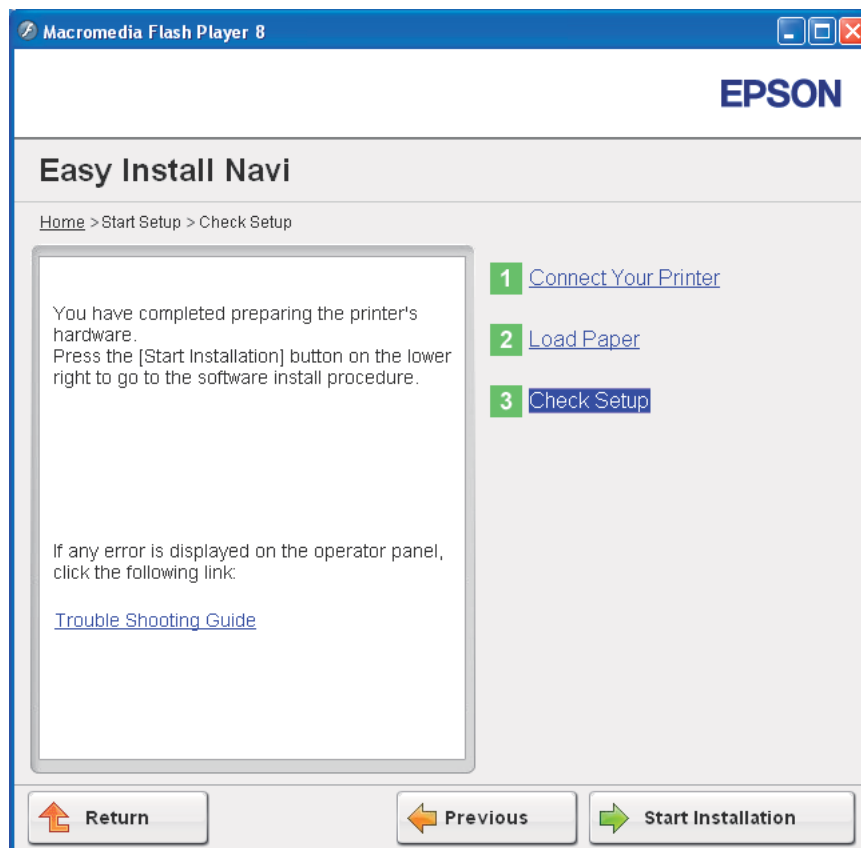 Macromedia Flash Player 8
EPSON
Easy Install Navi
Home > Start Setup > Check Setup
You have completed preparing the printer's
hardware.
Press the [Start Installation] button on the lower
right to go to the software install procedure.
If any error is displayed on the operator panel,
click the following link:
Trouble Shooting Guide
1 Connect Your Printer
2 Load Paper
3 Check Setup
Return
Previous
Start Installation